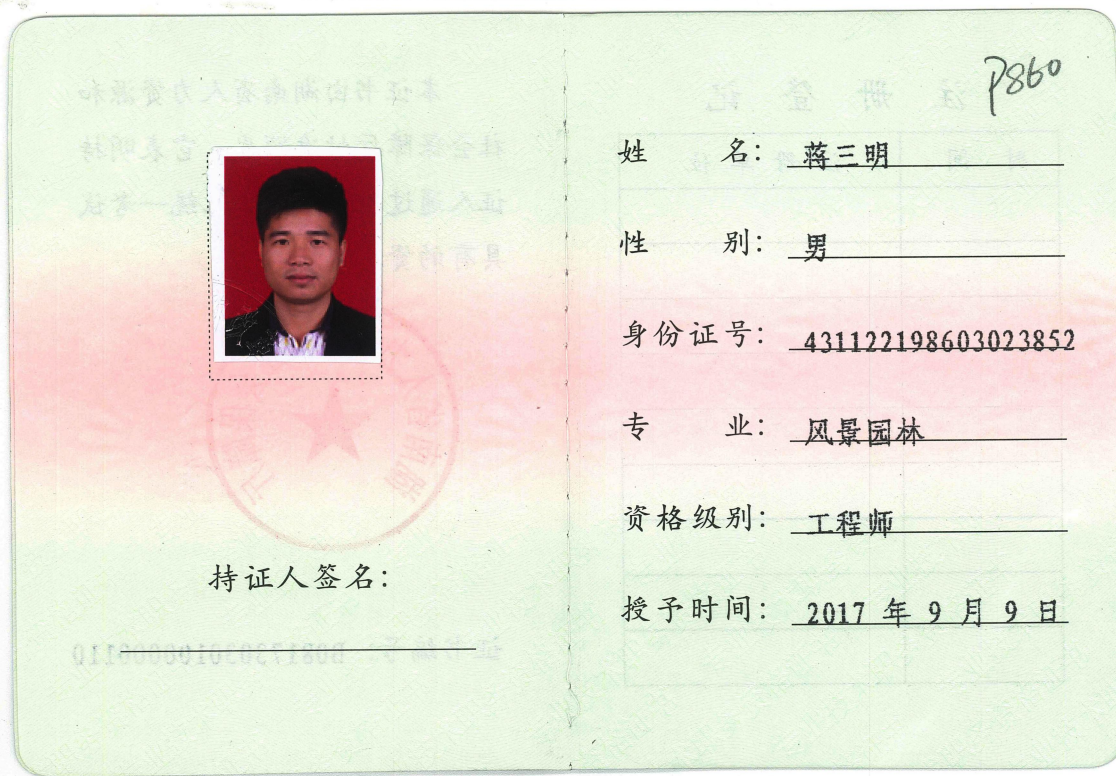 P860
姓 名： 蒋三明
性 别： 男
身份证号： 431122198603023852
专 业： 风景园林
资格级别： 工程师
授予时间： 2017 年 9 月 9 日
持证人签名：